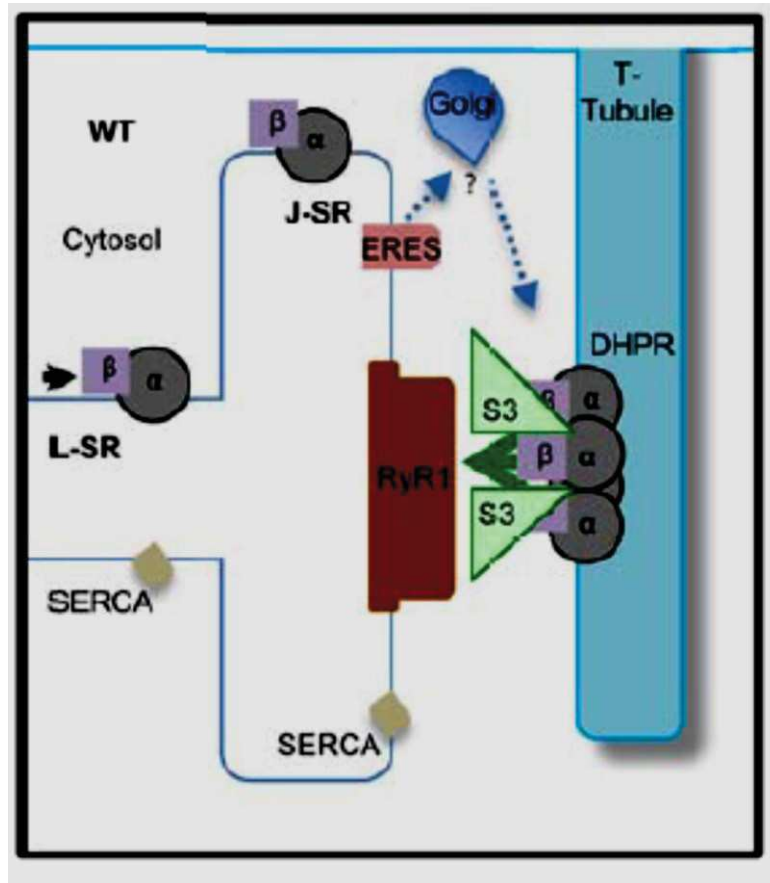 T-
Tubule
Golgi
WT
β
α
?
J-SR
Cytosol
ERES
DHPR
β
α
β
α
S3
L-SR
β
α
RyR1
S3
α
SERCA
SERCA